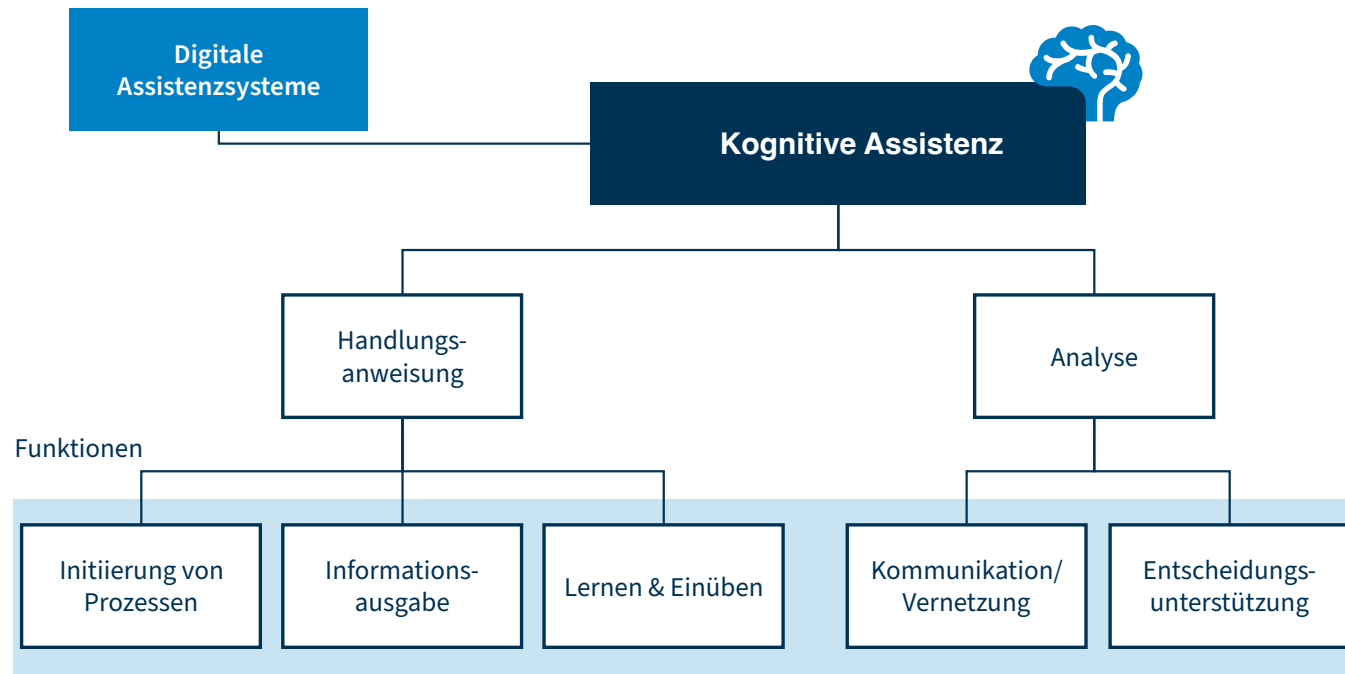 Digitale
Assistenzsysteme
Kognitive Assistenz
Handlungs-
anweisung
Analyse
Funktionen
Initiierung von
Prozessen
Informations-
ausgabe
Lernen & Einüben
Kommunikation/
Vernetzung
Entscheidungs-
unterstützung